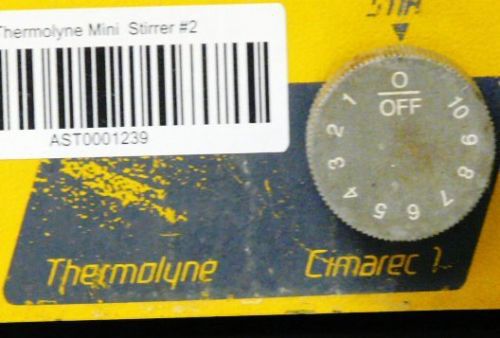 Thermolyne Mini Stirrer #2
AST0001239
STIR
O
OFF
1
2
3
4
5
6
7
8
9
10
Thermolyne
Cimarec 1